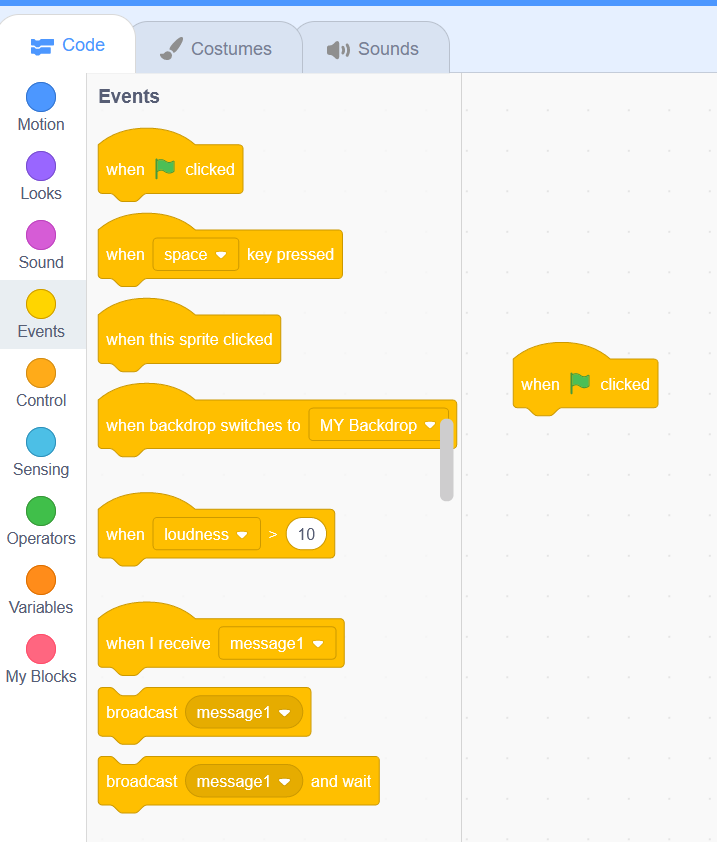 Code
Costumes
Sounds
Motion
Looks
Sound
Events
Control
Sensing
Operators
Variables
My Blocks
Events
when clicked
when space key pressed
when this sprite clicked
when backdrop switches to MY Backdrop
when loudness > 10
when I receive message1
broadcast message1
broadcast message1 and wait
when clicked